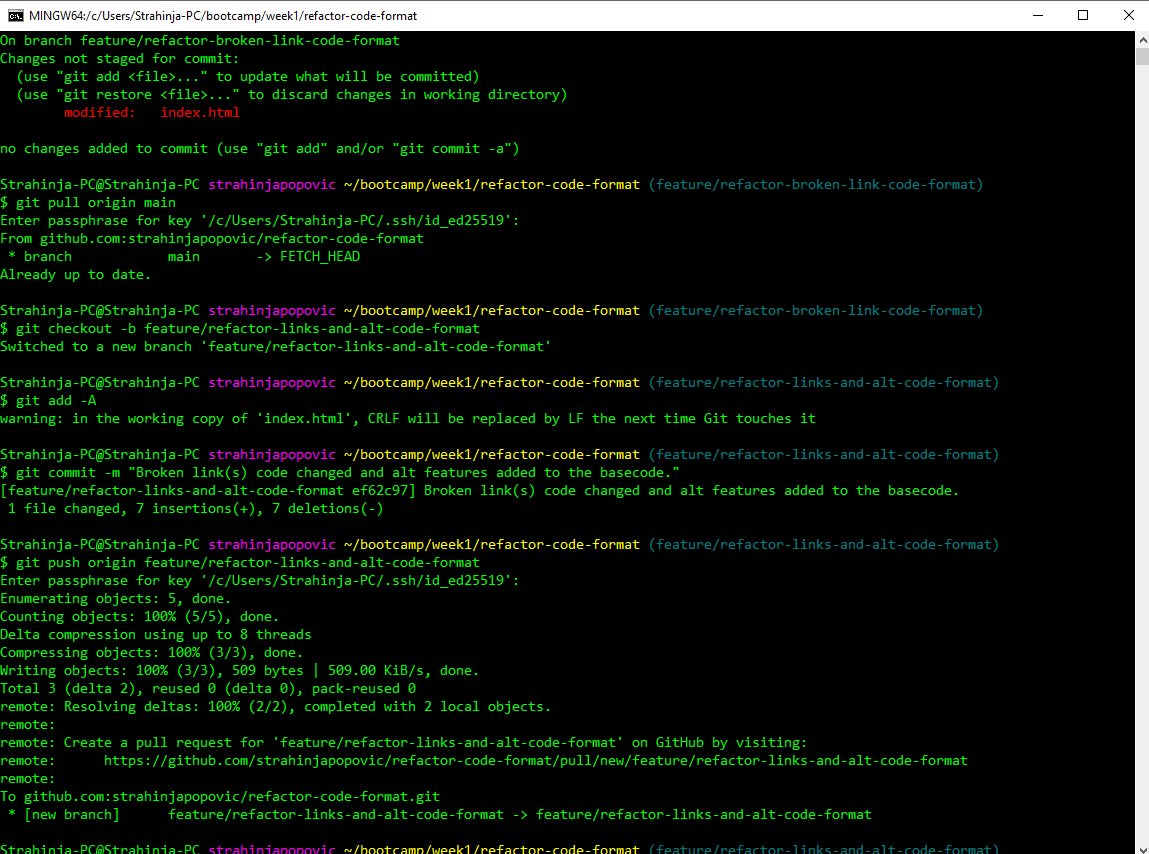 MINGW64:/c/Users/Strahinja-PC/bootcamp/week1/refactor-code-format
On branch feature/refactor-broken-link-code-format
Changes not staged for commit:
  (use "git add <file>..." to update what will be committed)
  (use "git restore <file>..." to discard changes in working directory)
        modified:   index.html

no changes added to commit (use "git add" and/or "git commit -a")

Strahinja-PC@Strahinja-PC strahinjapopovic ~/bootcamp/week1/refactor-code-format (feature/refactor-broken-link-code-format)
$ git pull origin main
Enter passphrase for key '/c/Users/Strahinja-PC/.ssh/id_ed25519':
From github.com:strahinjapopovic/refactor-code-format
 * branch            main       -> FETCH_HEAD
Already up to date.

Strahinja-PC@Strahinja-PC strahinjapopovic ~/bootcamp/week1/refactor-code-format (feature/refactor-broken-link-code-format)
$ git checkout -b feature/refactor-links-and-alt-code-format
Switched to a new branch 'feature/refactor-links-and-alt-code-format'

Strahinja-PC@Strahinja-PC strahinjapopovic ~/bootcamp/week1/refactor-code-format (feature/refactor-links-and-alt-code-format)
$ git add -A
warning: in the working copy of 'index.html', CRLF will be replaced by LF the next time Git touches it

Strahinja-PC@Strahinja-PC strahinjapopovic ~/bootcamp/week1/refactor-code-format (feature/refactor-links-and-alt-code-format)
$ git commit -m "Broken link(s) code changed and alt features added to the basecode."
[feature/refactor-links-and-alt-code-format ef62c97] Broken link(s) code changed and alt features added to the basecode.
 1 file changed, 7 insertions(+), 7 deletions(-)

Strahinja-PC@Strahinja-PC strahinjapopovic ~/bootcamp/week1/refactor-code-format (feature/refactor-links-and-alt-code-format)
$ git push origin feature/refactor-links-and-alt-code-format
Enter passphrase for key '/c/Users/Strahinja-PC/.ssh/id_ed25519':
Enumerating objects: 5, done.
Counting objects: 100% (5/5), done.
Delta compression using up to 8 threads
Compressing objects: 100% (3/3), done.
Writing objects: 100% (3/3), 509 bytes | 509.00 KiB/s, done.
Total 3 (delta 2), reused 0 (delta 0), pack-reused 0
remote: Resolving deltas: 100% (2/2), completed with 2 local objects.
remote:
remote: Create a pull request for 'feature/refactor-links-and-alt-code-format' on GitHub by visiting:
remote:      https://github.com/strahinjapopovic/refactor-code-format/pull/new/feature/refactor-links-and-alt-code-format
remote:
To github.com:strahinjapopovic/refactor-code-format.git
 * [new branch]      feature/refactor-links-and-alt-code-format -> feature/refactor-links-and-alt-code-format

Strahinja-PC@Strahinja-PC strahinjapopovic ~/bootcamp/week1/refactor-code-format (feature/refactor-links-and-alt-code-format)